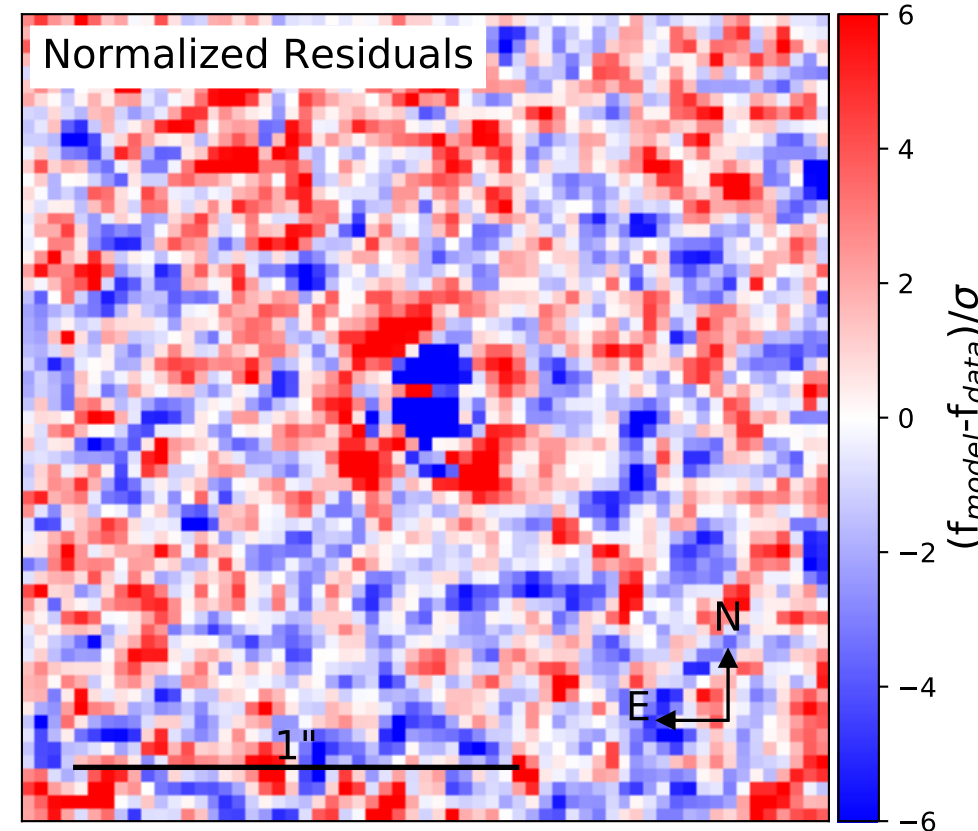 Normalized Residuals
6
4
2
0
−2
−4
−6
(f_model-f_data)/σ
N
E
1"